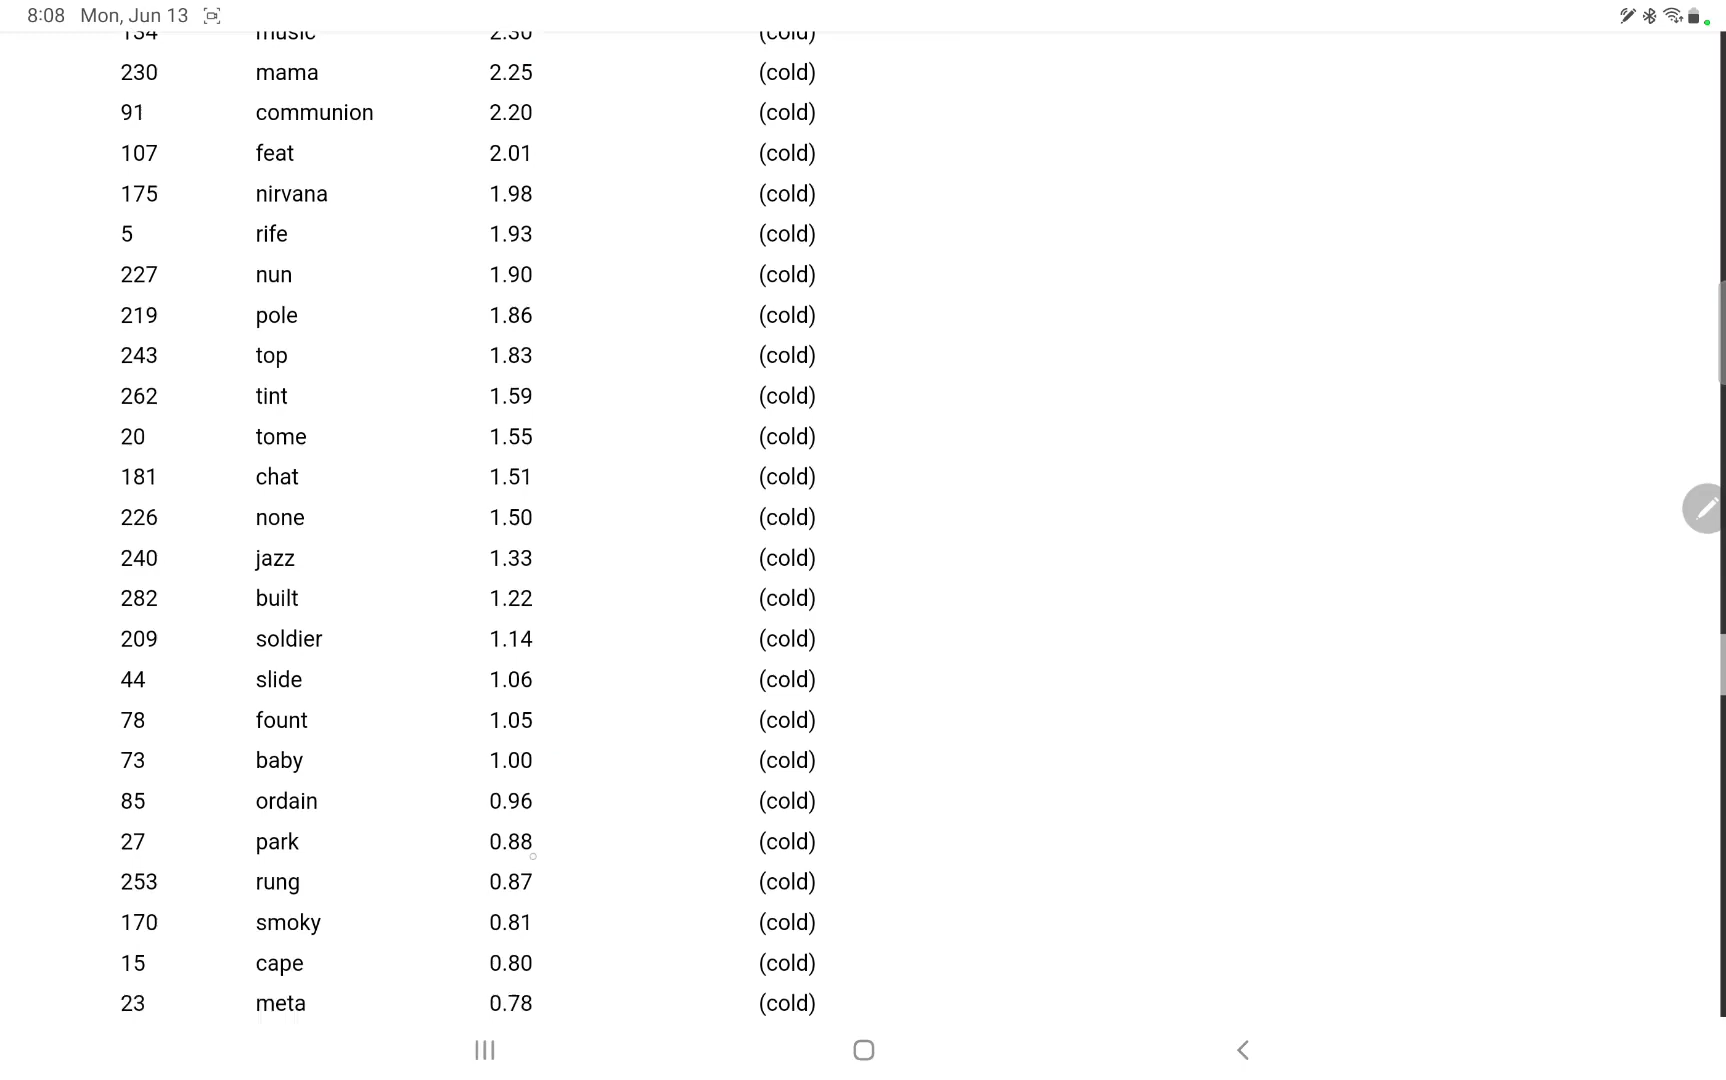 8:08 Mon, Jun 13
134 music 2.30 (cold)
230 mama 2.25 (cold)
91 communion 2.20 (cold)
107 feat 2.01 (cold)
175 nirvana 1.98 (cold)
5 rife 1.93 (cold)
227 nun 1.90 (cold)
219 pole 1.86 (cold)
243 top 1.83 (cold)
262 tint 1.59 (cold)
20 tome 1.55 (cold)
181 chat 1.51 (cold)
226 none 1.50 (cold)
240 jazz 1.33 (cold)
282 built 1.22 (cold)
209 soldier 1.14 (cold)
44 slide 1.06 (cold)
78 fount 1.05 (cold)
73 baby 1.00 (cold)
85 ordain 0.96 (cold)
27 park 0.88 (cold)
253 rung 0.87 (cold)
170 smoky 0.81 (cold)
15 cape 0.80 (cold)
23 meta 0.78 (cold)